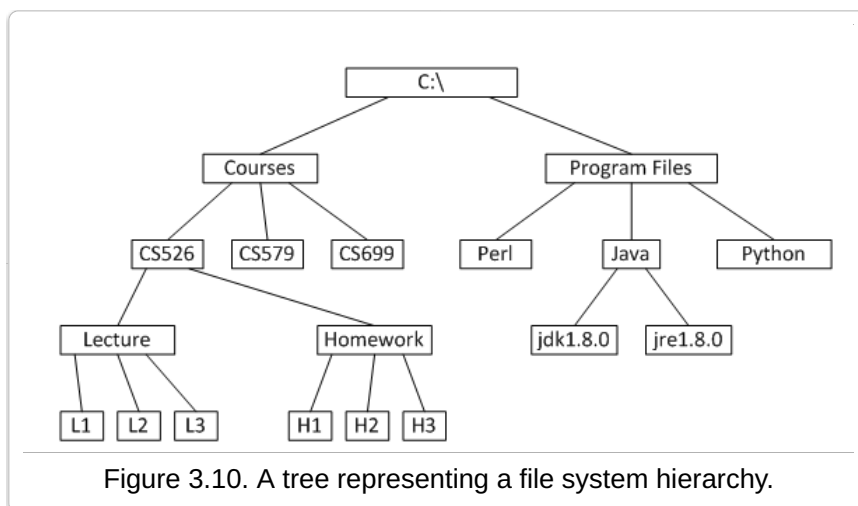 C:\
Courses Program Files
CS526 CS579 CS699 Perl Java Python
Lecture Homework jdk1.8.0 jre1.8.0
L1 L2 L3 H1 H2 H3
Figure 3.10. A tree representing a file system hierarchy.